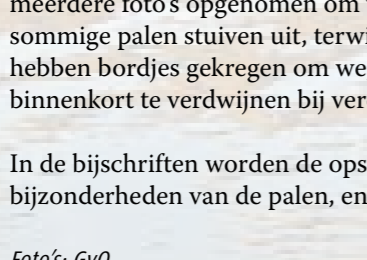 meerdere foto's opgenomen om
sommige palen stuiven uit, terwi
hebben bordjes gekregen om we
binnenkort te verdwijnen bij ver
In de bijschriften worden de ops
bijzonderheden van de palen, en
Foto's: GvO